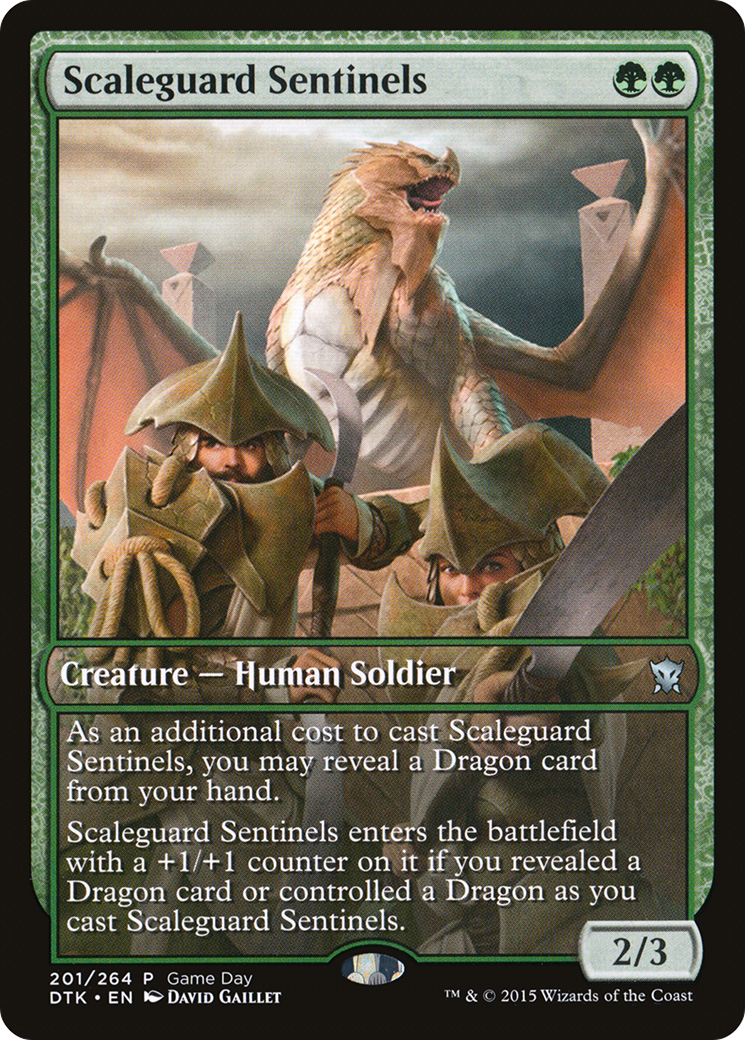 Scaleguard Sentinels
Creature — Human Soldier
As an additional cost to cast Scaleguard
Sentinels, you may reveal a Dragon card
from your hand.
Scaleguard Sentinels enters the battlefield
with a +1/+1 counter on it if you revealed a
Dragon card or controlled a Dragon as you
cast Scaleguard Sentinels.
2/3
201/264 P Game Day
DTK • EN DAVID GAILLET
™ & © 2015 Wizards of the Coast